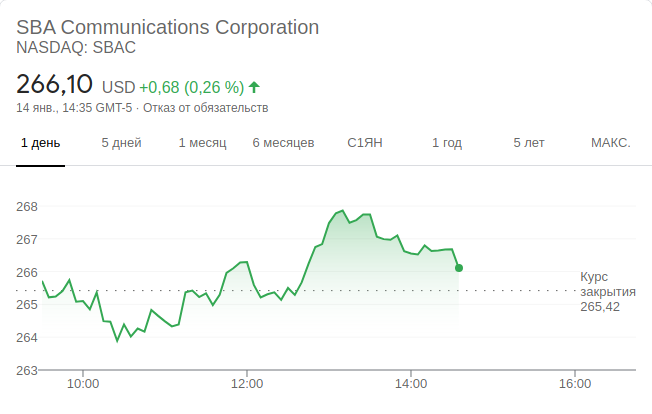 SBA Communications Corporation
NASDAQ: SBAC
266,10 USD +0,68 (0,26 %)
14 янв., 14:35 GMT-5 · Отказ от обязательств
1 день 5 дней 1 месяц 6 месяцев С1ЯН 1 год 5 лет МАКС.
268
267
266
265
264
263
Курс
закрытия
265,42
10:00 12:00 14:00 16:00